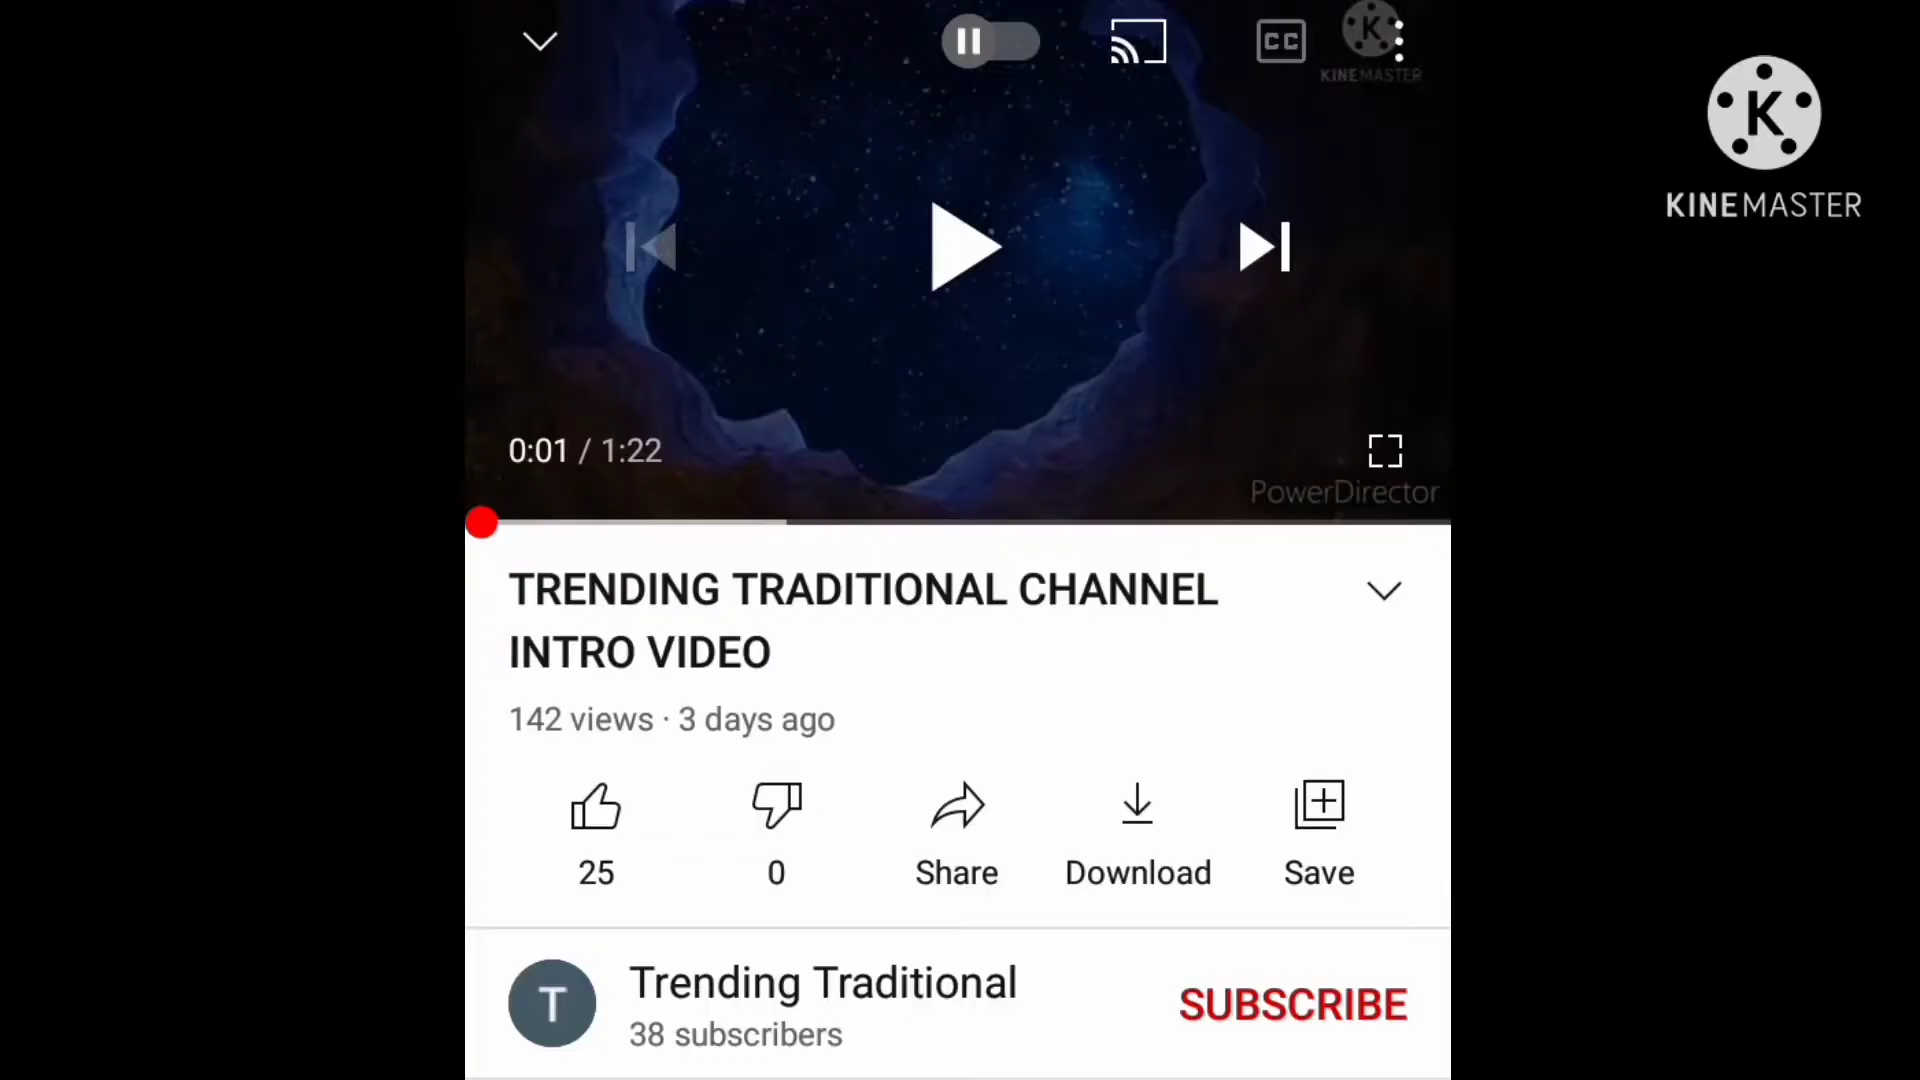 CC
K
KINEMASTER
K
KINEMASTER
0:01 / 1:22
PowerDirector
TRENDING TRADITIONAL CHANNEL
INTRO VIDEO
142 views · 3 days ago
25
0
Share
Download
Save
T
Trending Traditional
SUBSCRIBE
38 subscribers